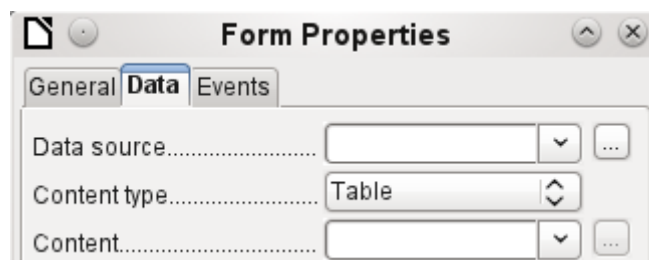 Form Properties
General Data Events
Data source.......................... ...
Content type......................... Table
Content................................. ...